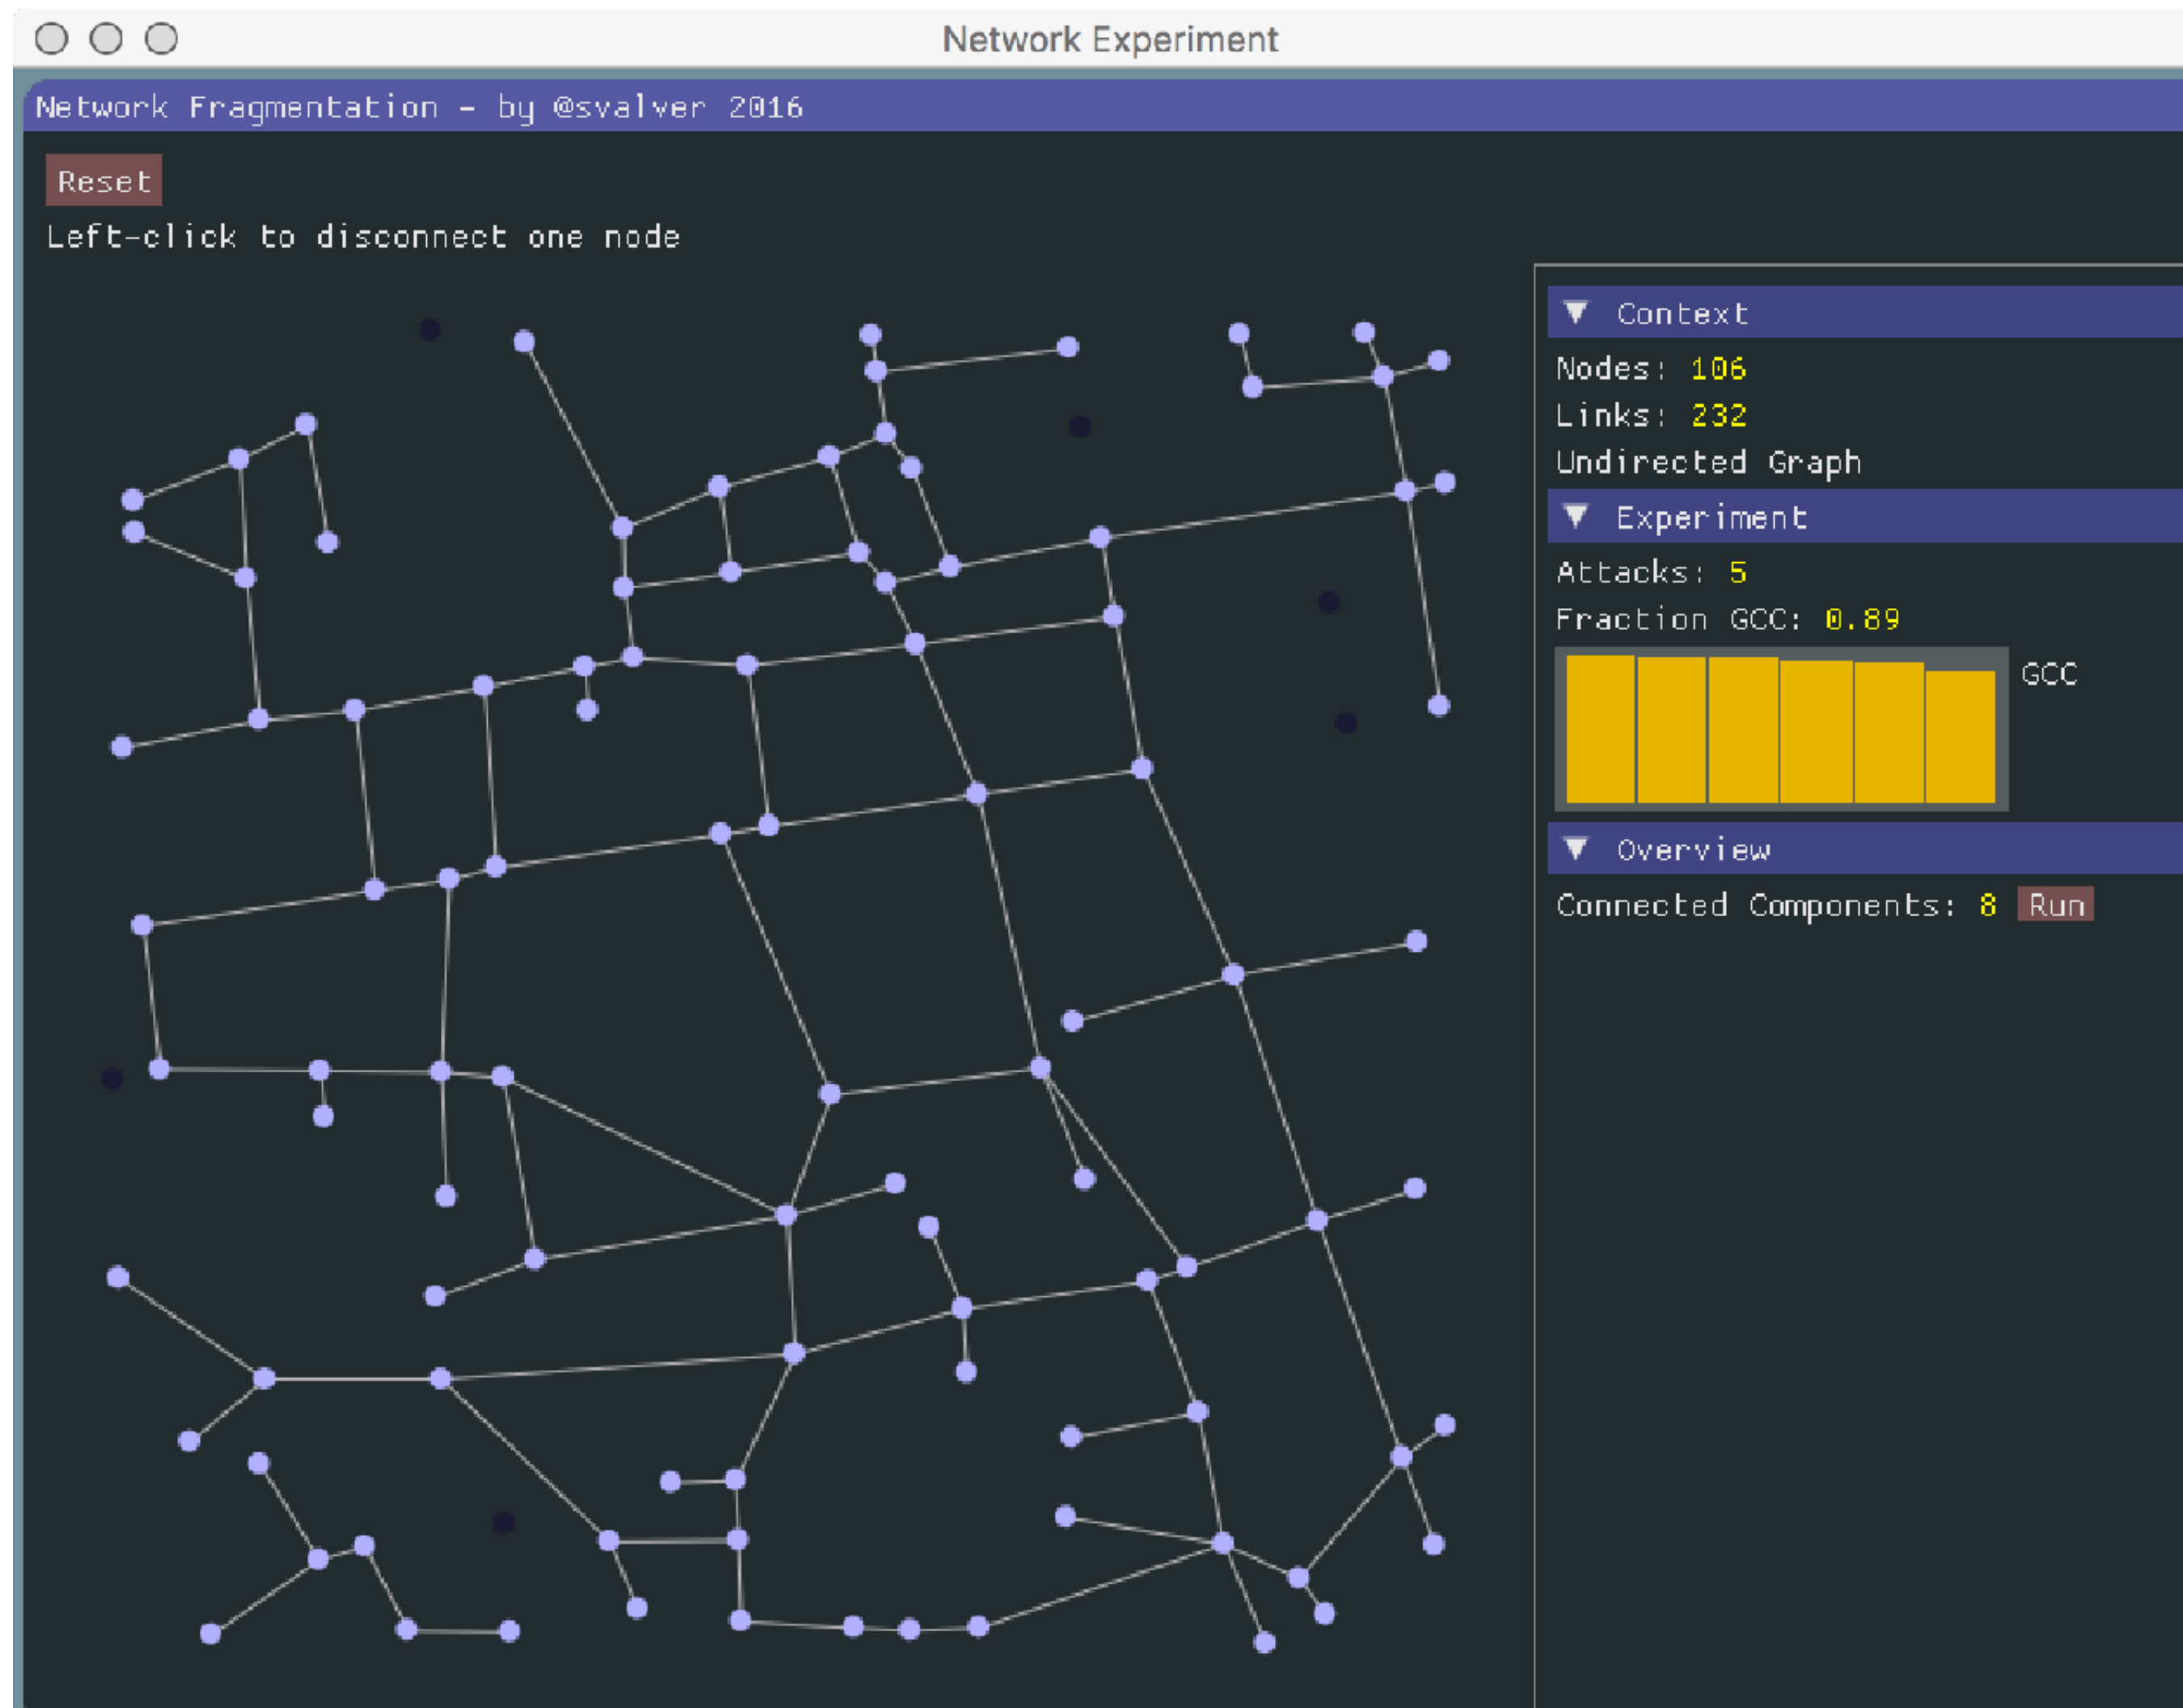 Network Experiment
Network Fragmentation - by @svalver 2016
Reset
Left-click to disconnect one node
Context
Nodes: 106
Links: 232
Undirected Graph
Experiment
Attacks: 5
Fraction GCC: 0.89
GCC
Overview
Connected Components: 8 Run